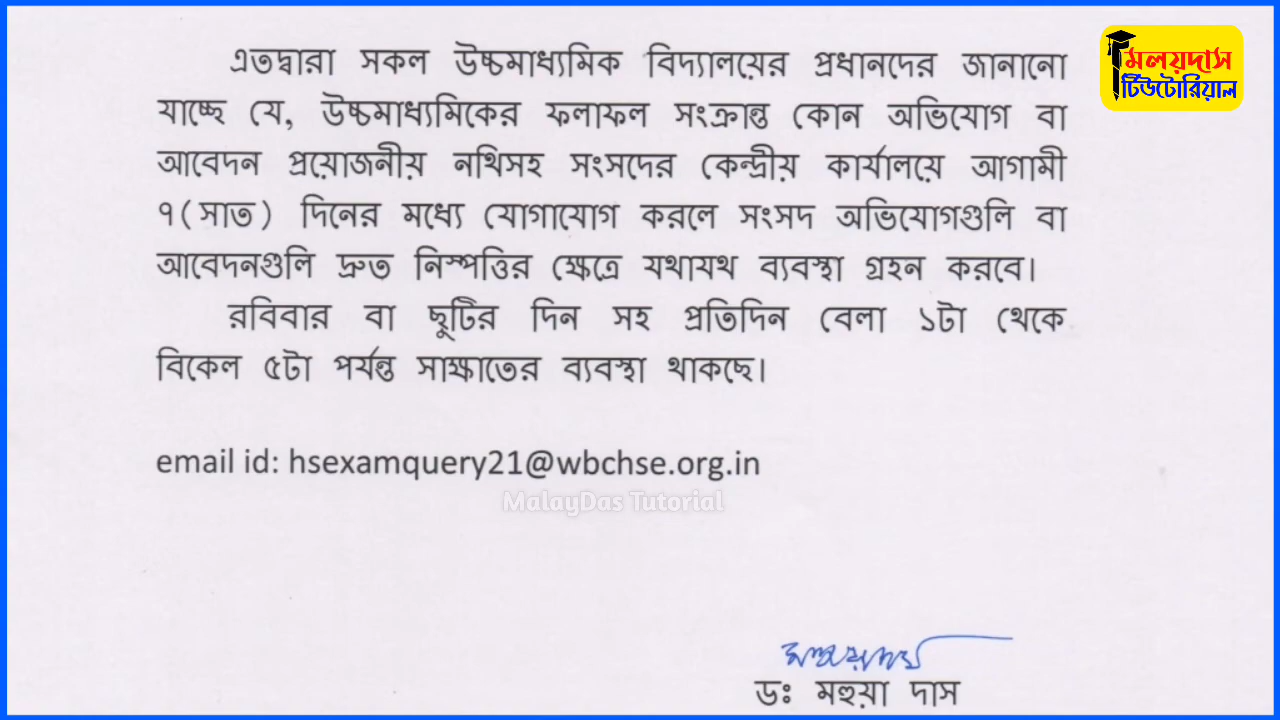 মলয়দাস
টিউটোরিয়াল
এতদ্বারা সকল উচ্চমাধ্যমিক বিদ্যালয়ের প্রধানদের জানানো
যাচ্ছে যে, উচ্চমাধ্যমিকের ফলাফল সংক্রান্ত কোন অভিযোগ বা
আবেদন প্রয়োজনীয় নথিসহ সংসদের কেন্দ্রীয় কার্যালয়ে আগামী
৭(সাত) দিনের মধ্যে যোগাযোগ করলে সংসদ অভিযোগগুলি বা
আবেদনগুলি দ্রুত নিস্পত্তির ক্ষেত্রে যথাযথ ব্যবস্থা গ্রহন করবে।
রবিবার বা ছুটির দিন সহ প্রতিদিন বেলা ১টা থেকে
বিকেল ৫টা পর্যন্ত সাক্ষাতের ব্যবস্থা থাকছে।
email id: hsexamquery21@wbchse.org.in
MalayDas Tutorial
মহুয়া দাস
ডঃ মহুয়া দাস